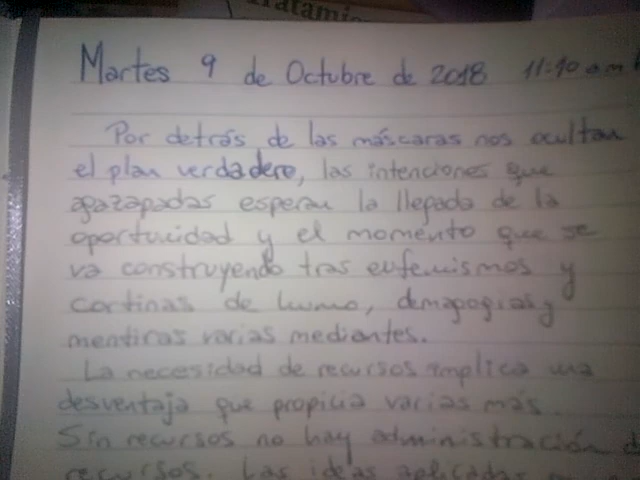 Tratamie
Martes 9 de Octubre de 2018 11:10 am
Por detrás de las máscaras nos ocultan
el plan verdadero, las intenciones que
agazapadas esperan la llegada de la
oportunidad y el momento que se
va construyendo tras eufemismos y
cortinas de humo, demagogias y
mentiras varias mediantes.
La necesidad de recursos implica una
desventaja que propicia varias más.
Sin recursos no hay administración d
recursos. Las ideas aplicadas